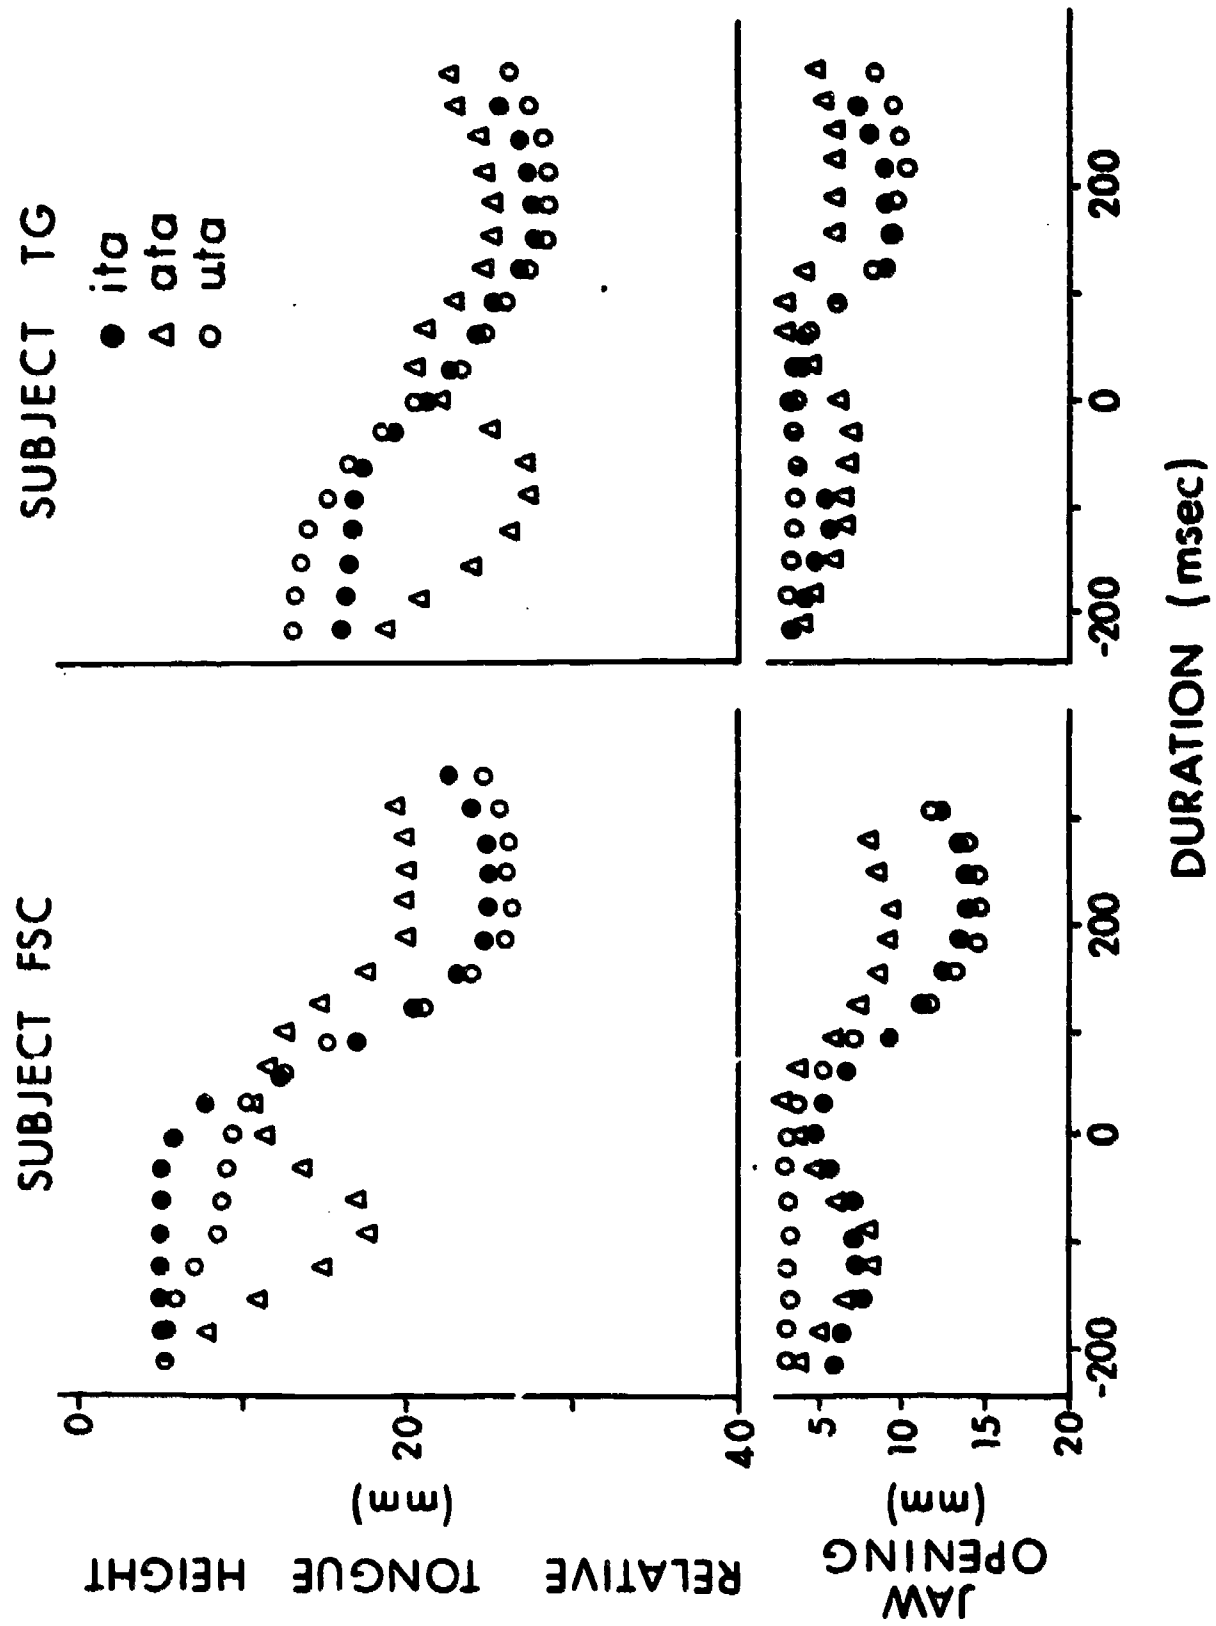 SUBJECT FSC
SUBJECT TG
● ita
△ ata
○ uta
RELATIVE TONGUE HEIGHT
(mm)
0
20
40
JAW
OPENING
(mm)
5
10
15
20
-200 0 200
-200 0 200
DURATION (msec)